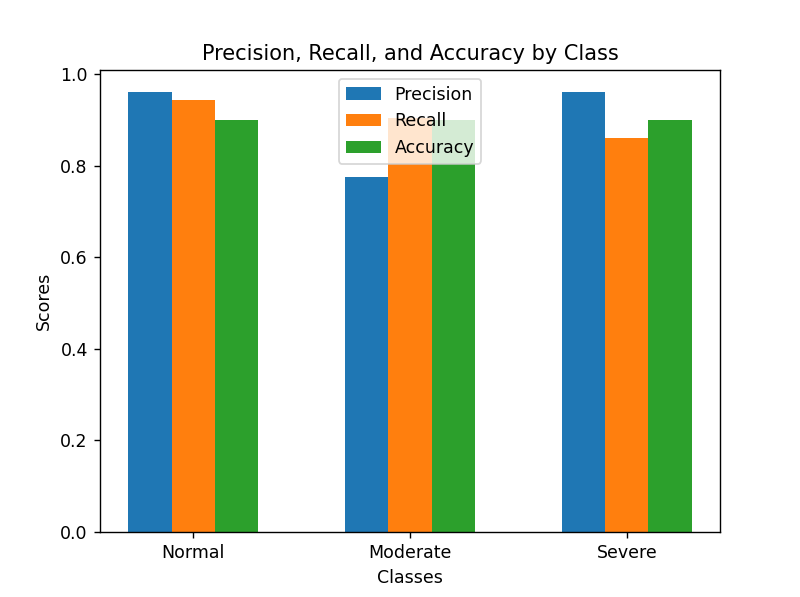 Precision, Recall, and Accuracy by Class
Precision
Recall
Accuracy
1.0
0.8
0.6
0.4
0.2
0.0
Scores
Normal
Moderate
Severe
Classes